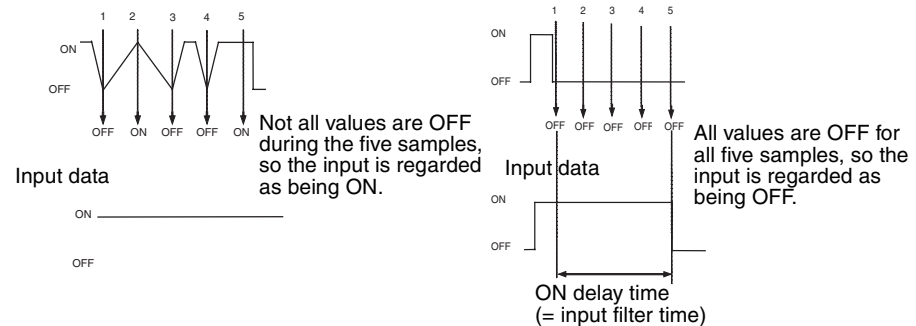 1 2 3 4 5
ON
OFF
OFF ON OFF OFF ON
Not all values are OFF
during the five samples,
so the input is regarded
as being ON.
Input data
ON
OFF
1 2 3 4 5
ON
OFF
OFF OFF OFF OFF OFF
All values are OFF for
all five samples, so the
input is regarded as
being OFF.
Input data
ON
OFF
ON delay time
(= input filter time)